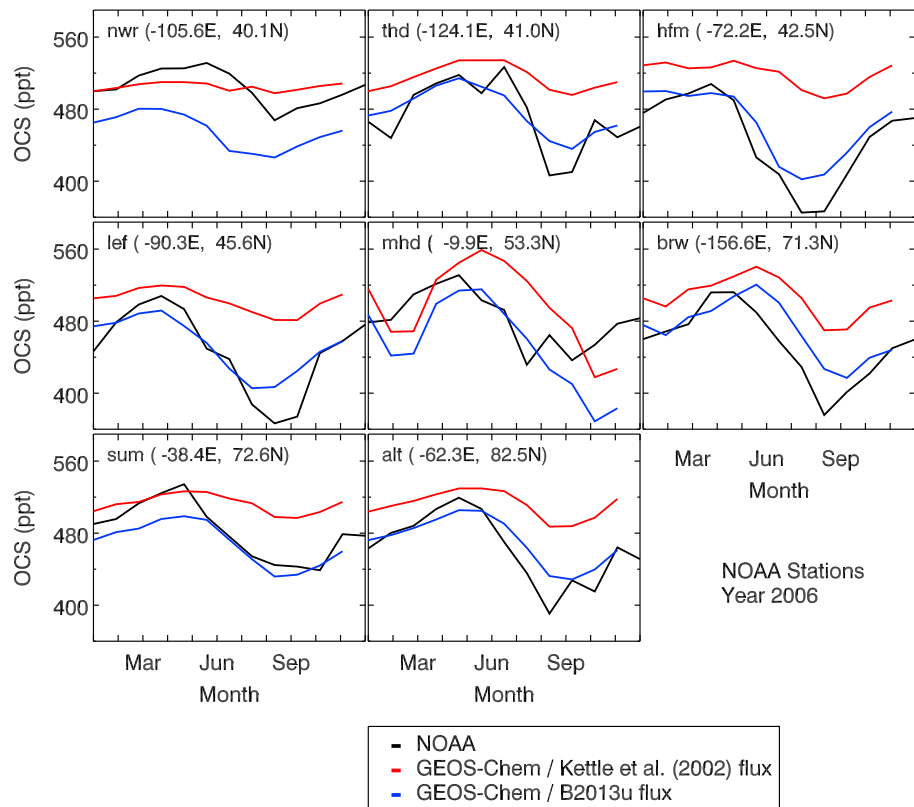 nwr (-105.6E, 40.1N)
thd (-124.1E, 41.0N)
hfm (-72.2E, 42.5N)
560
480
400
OCS (ppt)
lef ( -90.3E, 45.6N)
mhd ( -9.9E, 53.3N)
brw (-156.6E, 71.3N)
560
480
400
OCS (ppt)
Mar Jun Sep
Month
sum ( -38.4E, 72.6N)
alt ( -62.3E, 82.5N)
560
480
400
OCS (ppt)
Mar Jun Sep
Month
Mar Jun Sep
Month
NOAA Stations
Year 2006
NOAA
GEOS-Chem / Kettle et al. (2002) flux
GEOS-Chem / B2013u flux